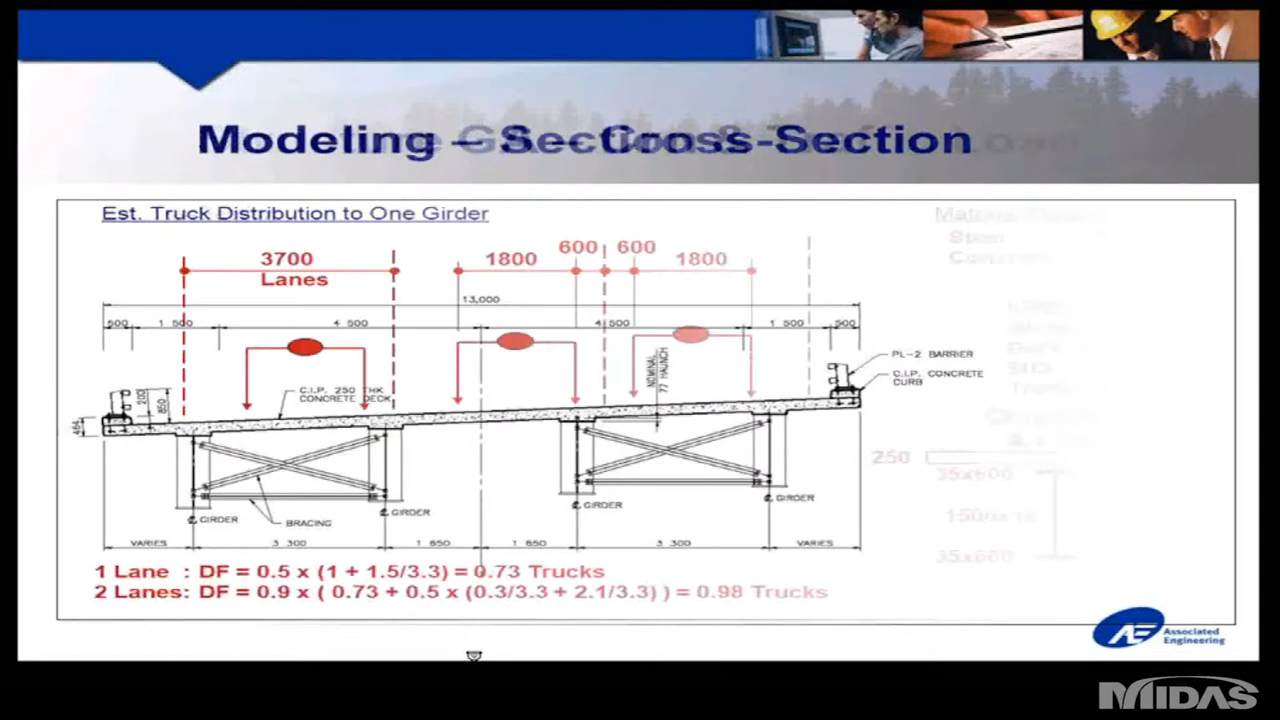 Modeling – Cross-Section
Est. Truck Distribution to One Girder
3700
Lanes
1800
600
600
1800
13,000
500
1 500
4 500
4 500
1 500
500
C.I.P. 250 THK
CONCRETE DECK
NOMINAL
77 HAUNCH
PL-2 BARRIER
C.I.P. CONCRETE
CURB
200
850
250
35x600
35x600
℄ GIRDER
BRACING
℄ GIRDER
℄ GIRDER
℄ GIRDER
VARIES
3 300
1 650
1 650
3 300
VARIES
1 Lane : DF = 0.5 x (1 + 1.5/3.3) = 0.73 Trucks
2 Lanes: DF = 0.9 x ( 0.73 + 0.5 x (0.3/3.3 + 2.1/3.3) ) = 0.98 Trucks
AE Associated
Engineering
MIDAS